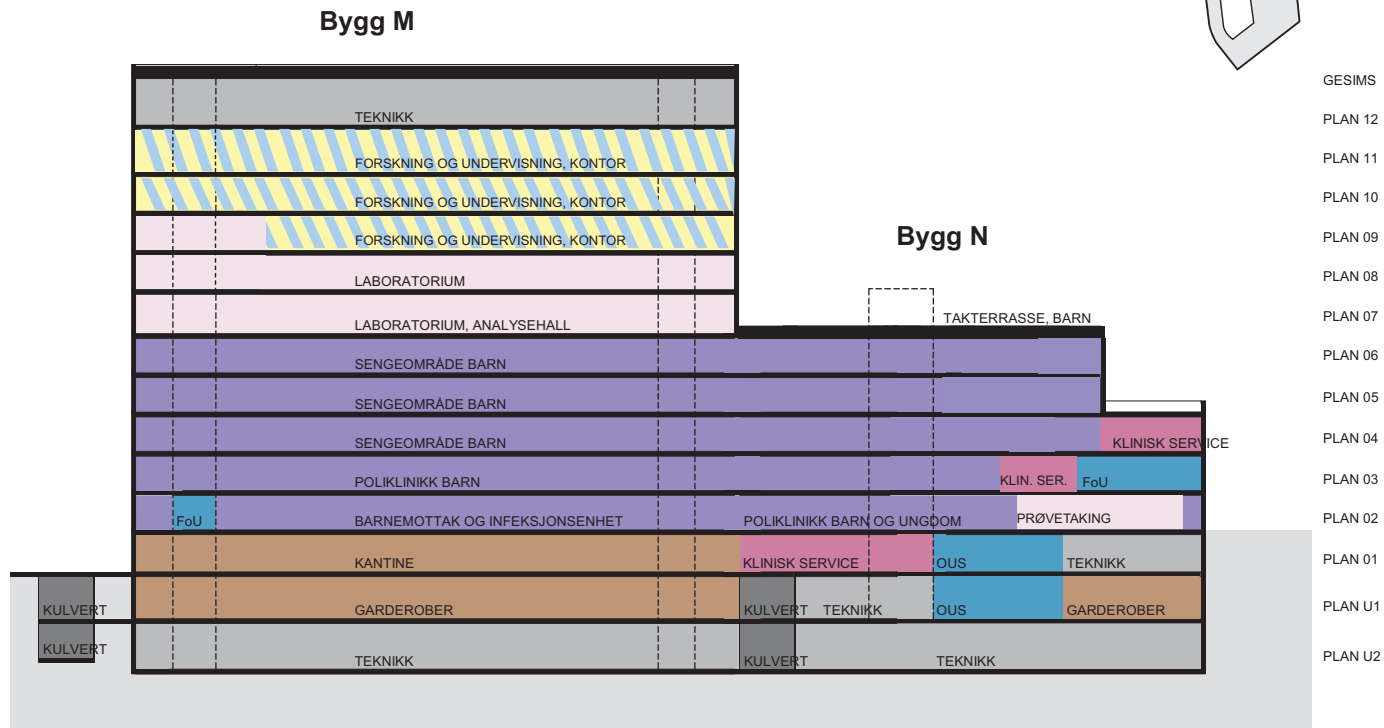 Bygg M
GESIMS
TEKNIKK
PLAN 12
FORSKNING OG UNDERVISNING, KONTOR
PLAN 11
FORSKNING OG UNDERVISNING, KONTOR
PLAN 10
Bygg N
FORSKNING OG UNDERVISNING, KONTOR
PLAN 09
LABORATORIUM
PLAN 08
LABORATORIUM, ANALYSEHALL
TAKTERRASSE, BARN
PLAN 07
SENGEOMRÅDE BARN
PLAN 06
SENGEOMRÅDE BARN
PLAN 05
SENGEOMRÅDE BARN
KLINISK SERVICE
PLAN 04
POLIKLINIKK BARN
KLIN. SER.
FoU
PLAN 03
FoU
BARNEMOTTAK OG INFEKSJONSENHET
POLIKLINIKK BARN OG UNGDOM
PRØVETAKING
PLAN 02
KANTINE
KLINISK SERVICE
OUS
TEKNIKK
PLAN 01
KULVERT
GARDEROBER
KULVERT
TEKNIKK
OUS
GARDEROBER
PLAN U1
KULVERT
TEKNIKK
KULVERT
TEKNIKK
PLAN U2